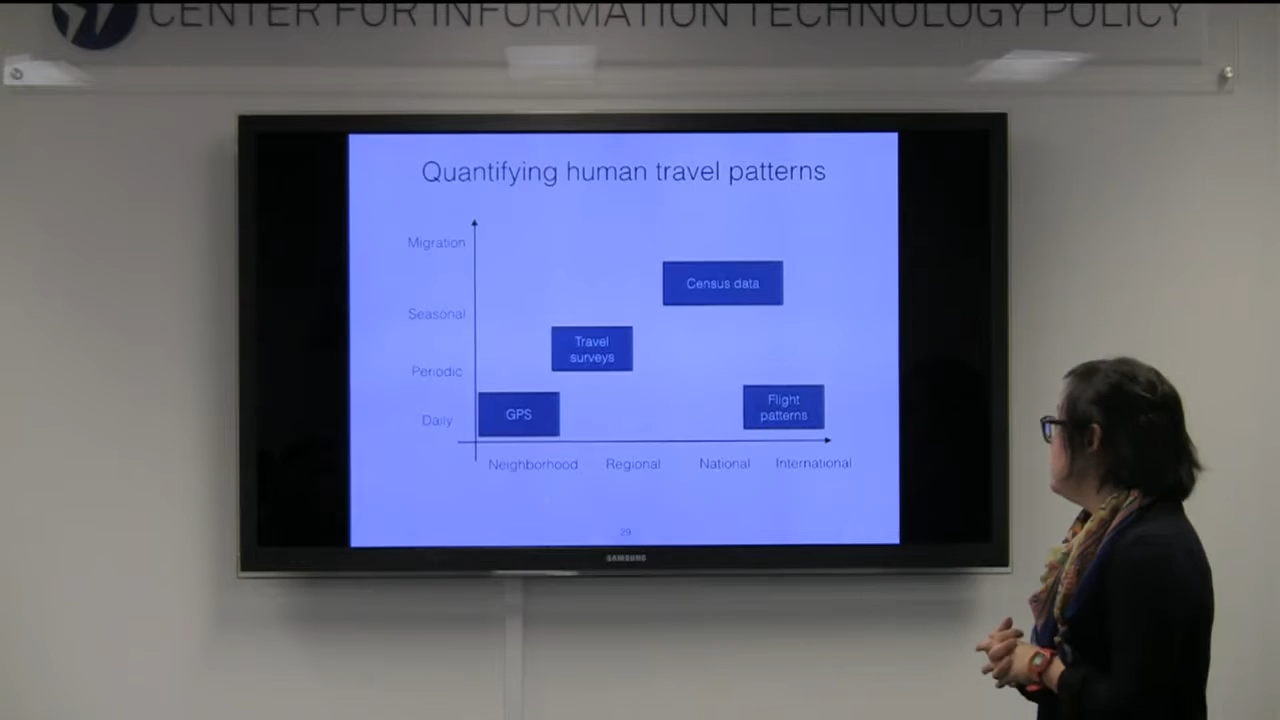 CENTER FOR INFORMATION TECHNOLOGY POLICY
Quantifying human travel patterns
Migration
Census data
Seasonal
Travel
surveys
Periodic
Flight
patterns
GPS
Daily
Neighborhood Regional National International
29
SAMSUNG